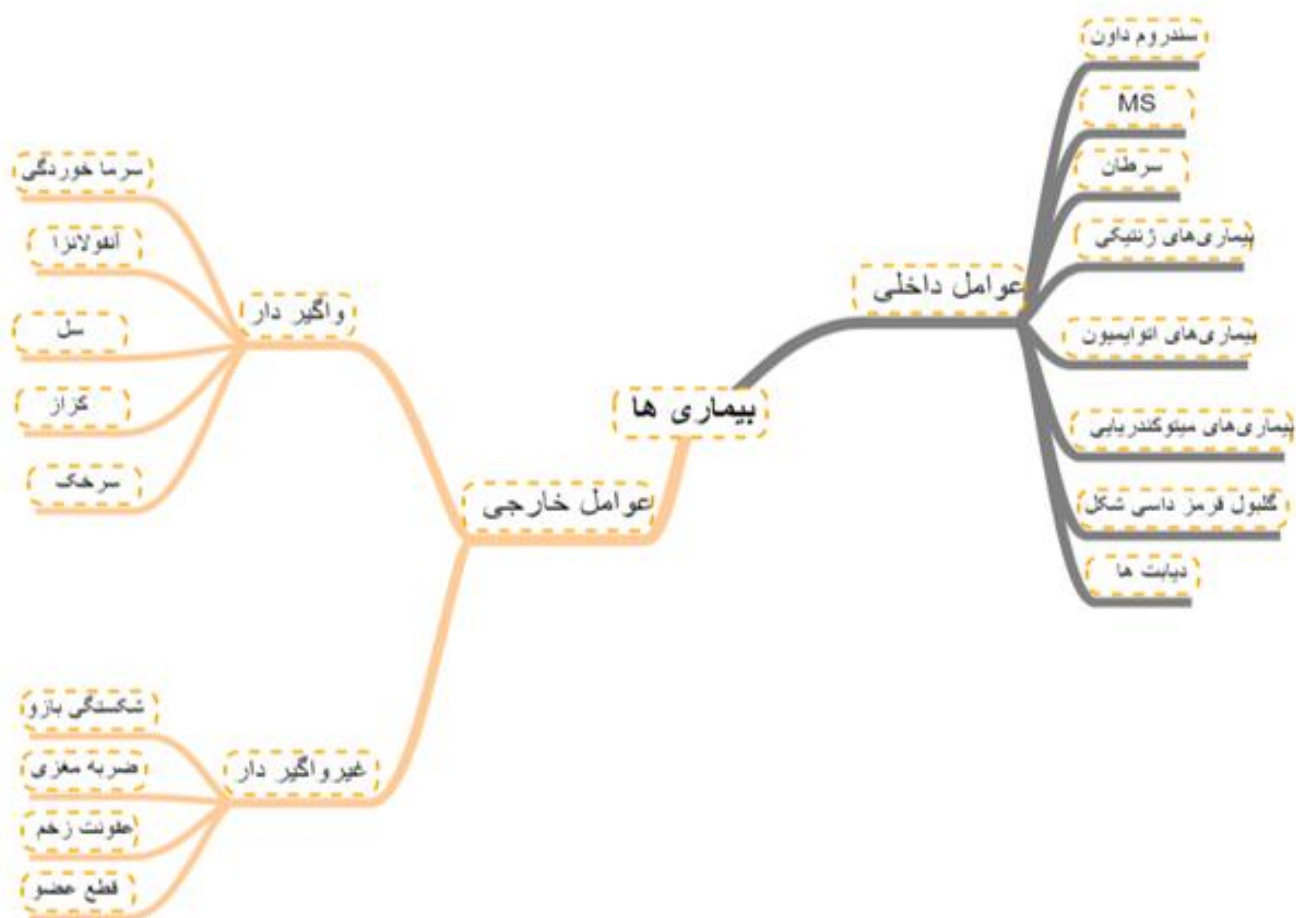 بیماری ها
عوامل داخلی
سندروم داون
MS
سرطان
بیماری‌های ژنتیکی
بیماری‌های اتوایمیون
بیماری‌های میتوکندریایی
گلبول قرمز داسی شکل
دیابت ها
عوامل خارجی
واگیر دار
سرما خوردگی
آنفولانزا
سل
کزاز
سرخک
غیرواگیر دار
شکستگی بازو
ضربه مغزی
عفونت زخم
قطع عضو